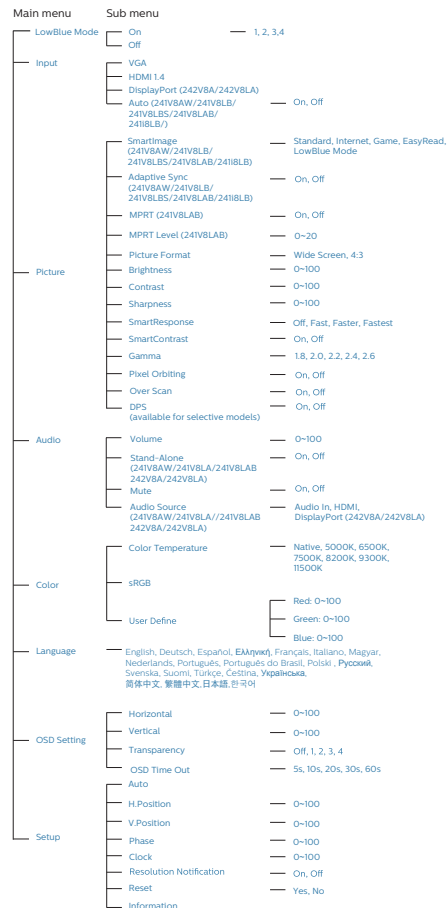 Main menu Sub menu
LowBlue Mode On 1, 2, 3,4
Off
Input VGA
HDMI 1.4
DisplayPort (242V8A/242V8LA)
Auto (241V8AW/241V8LB/ On, Off
241V8LBS/241V8LAB/
241i8LB/)
SmartImage Standard, Internet, Game, EasyRead,
(241V8AW/241V8LB/ LowBlue Mode
241V8LBS/241V8LAB/241i8LB)
Adaptive Sync On, Off
(241V8AW/241V8LB/
241V8LBS/241V8LAB/241i8LB)
MPRT (241V8LAB) On, Off
MPRT Level (241V8LAB) 0~20
Picture Picture Format Wide Screen, 4:3
Brightness 0~100
Contrast 0~100
Sharpness 0~100
SmartResponse Off, Fast, Faster, Fastest
SmartContrast On, Off
Gamma 1.8, 2.0, 2.2, 2.4, 2.6
Pixel Orbiting On, Off
Over Scan On, Off
DPS On, Off
(available for selective models)
Audio Volume 0~100
Stand-Alone On, Off
(241V8AW/241V8LA/241V8LAB
242V8A/242V8LA)
Mute On, Off
Audio Source Audio In, HDMI,
(241V8AW/241V8LA//241V8LAB DisplayPort (242V8A/242V8LA)
242V8A/242V8LA)
Color Temperature Native, 5000K, 6500K,
7500K, 8200K, 9300K,
11500K
Color sRGB
Red: 0~100
User Define Green: 0~100
Blue: 0~100
Language English, Deutsch, Español, Ελληνική, Français, Italiano, Magyar,
Nederlands, Português, Português do Brasil, Polski , Русский,
Svenska, Suomi, Türkçe, Čeština, Українська,
简体中文, 繁體中文,日本語,한국어
Horizontal 0~100
Vertical 0~100
OSD Setting Transparency Off, 1, 2, 3, 4
OSD Time Out 5s, 10s, 20s, 30s, 60s
Auto
H.Position 0~100
V.Position 0~100
Setup Phase 0~100
Clock 0~100
Resolution Notification On, Off
Reset Yes, No
Information